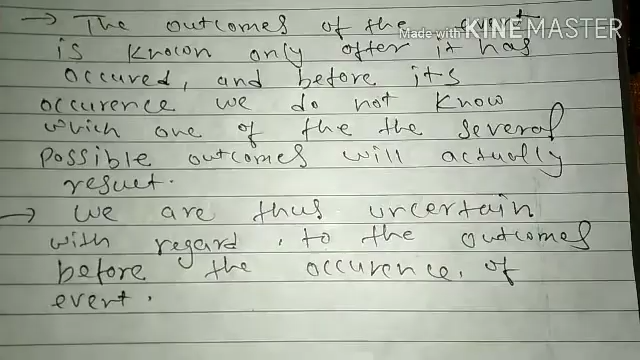 → The outcomes of the event
Made with KINEMASTER
is known only after it has
occured, and before its
occurence we do not know
which one of the the several
possible outcomes will actually
result.
→ we are thus uncertain
with regard . to the outcomes
before the occurence. of
event.